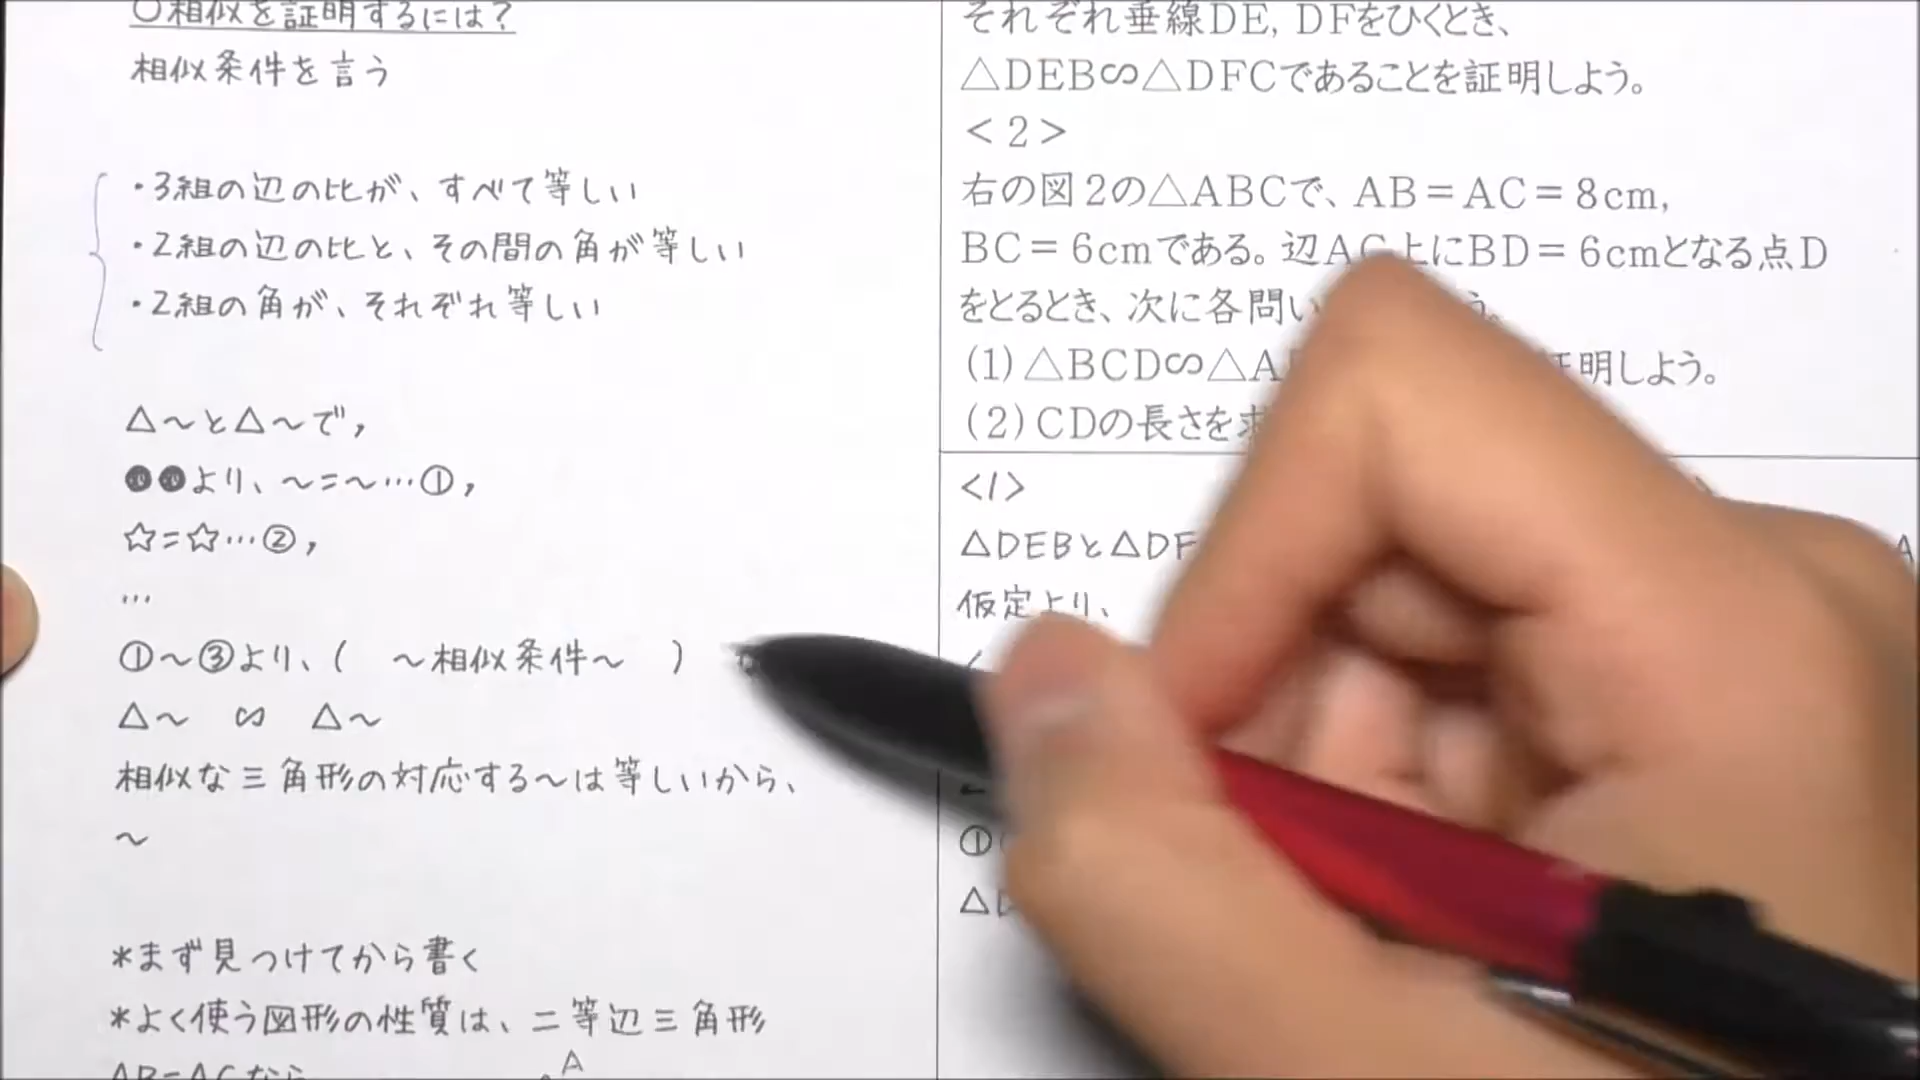 ○相似を証明するには?
相似条件を言う
・3組の辺の比が、すべて等しい
・2組の辺の比と、その間の角が等しい
・2組の角が、それぞれ等しい
△～と△～で,
●●より、～=～…①,
☆=☆…②,
…
①～③より、( ～相似条件～ )
△～ ∽ △～
相似な三角形の対応する～は等しいから、
～
*まず見つけてから書く
*よく使う図形の性質は、二等辺三角形
AB=ACなら
A
それぞれ垂線DE, DFをひくとき、
△DEB∽△DFCであることを証明しよう。
<2>
右の図2の△ABCで、AB=AC=8cm,
BC=6cmである。辺AC上にBD=6cmとなる点D
をとるとき、次に各問い
(1)△BCD∽△A 証明しよう。
(2)CDの長さを求
<1>
△DEBと△DF
仮定より、
①
△D